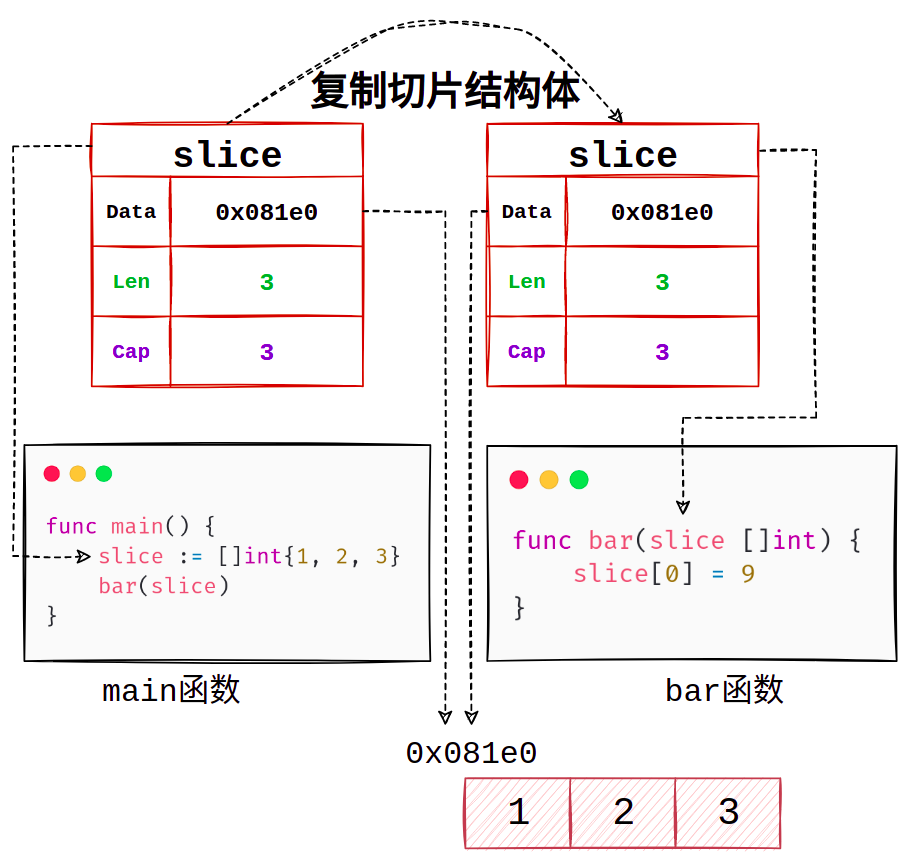 复制切片结构体
slice
Data 0x081e0
Len 3
Cap 3
slice
Data 0x081e0
Len 3
Cap 3
func main() {
    slice := []int{1, 2, 3}
    bar(slice)
}
main函数
func bar(slice []int) {
    slice[0] = 9
}
bar函数
0x081e0
1 2 3